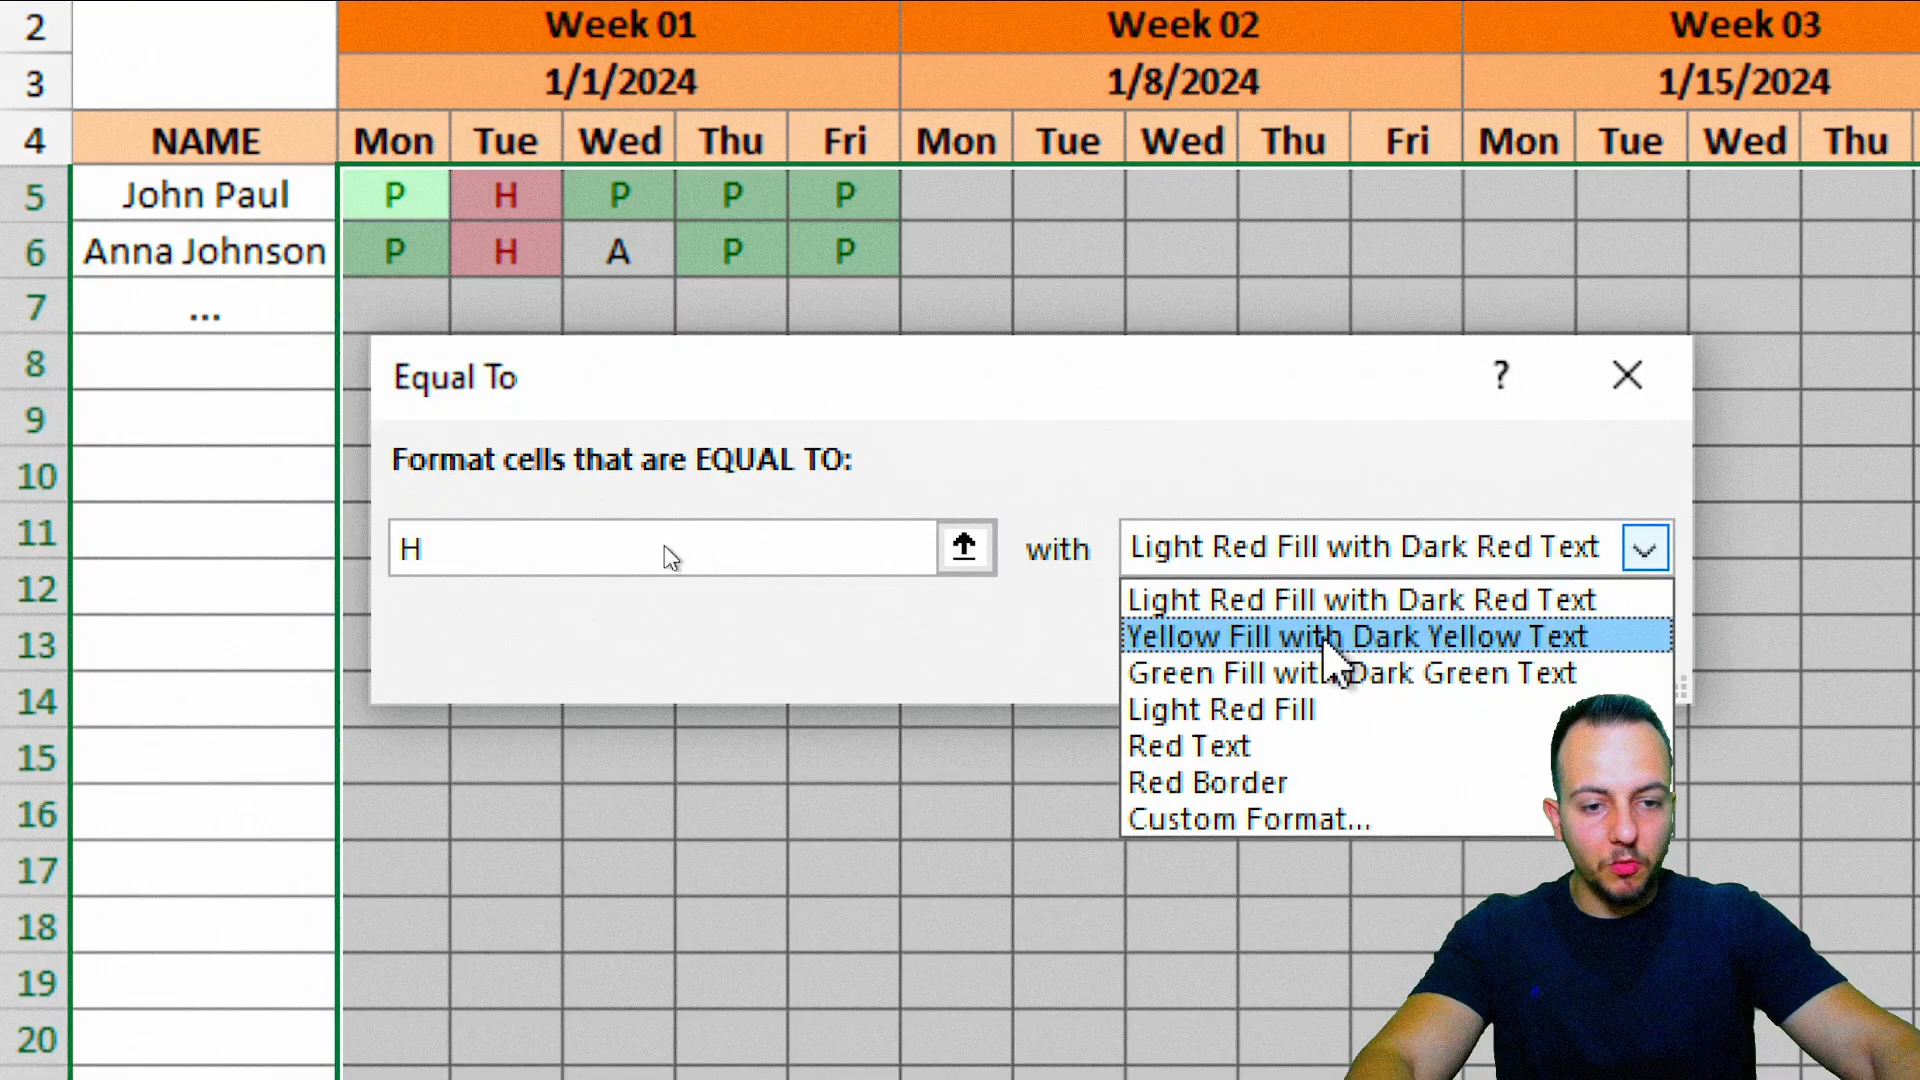 2 Week 01 Week 02 Week 03
3 1/1/2024 1/8/2024 1/15/2024
4 NAME Mon Tue Wed Thu Fri Mon Tue Wed Thu Fri Mon Tue Wed Thu
5 John Paul P H P P P
6 Anna Johnson P H A P P
7 ...
8
Equal To ?
9
Format cells that are EQUAL TO:
10
11 H with Light Red Fill with Dark Red Text
12 Light Red Fill with Dark Red Text
Yellow Fill with Dark Yellow Text
13 Green Fill with Dark Green Text
14 Light Red Fill
15 Red Text
Red Border
16 Custom Format...
17
18
19
20